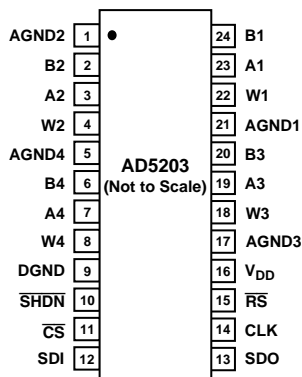 AGND2 1 24 B1
B2 2 23 A1
A2 3 22 W1
W2 4 21 AGND1
AGND4 5 20 B3
B4 6 19 A3
A4 7 18 W3
W4 8 17 AGND3
DGND 9 16 VDD
SHDN 10 15 RS
CS 11 14 CLK
SDI 12 13 SDO
AD5203
(Not to Scale)